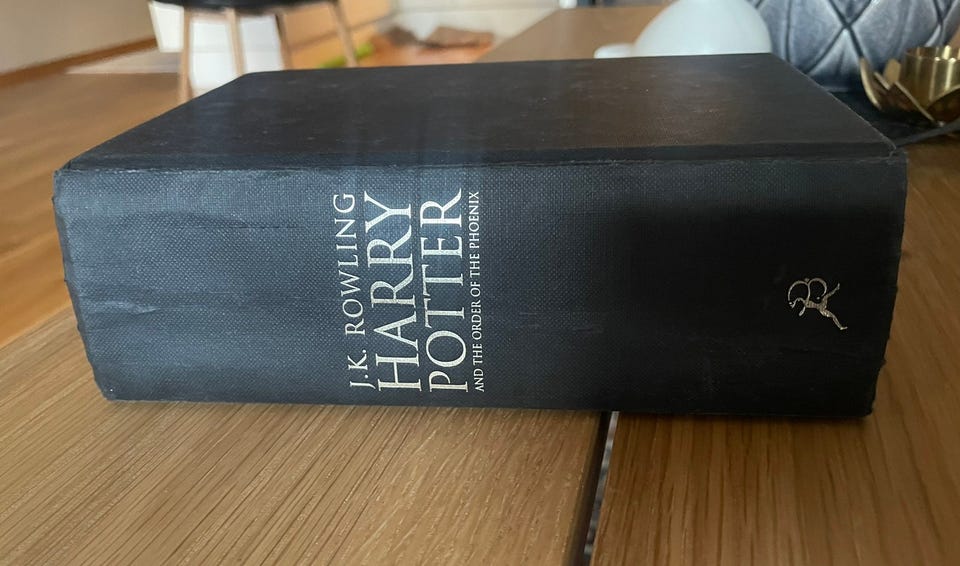 J.K. ROWLING
HARRY
POTTER
AND THE ORDER OF THE PHOENIX